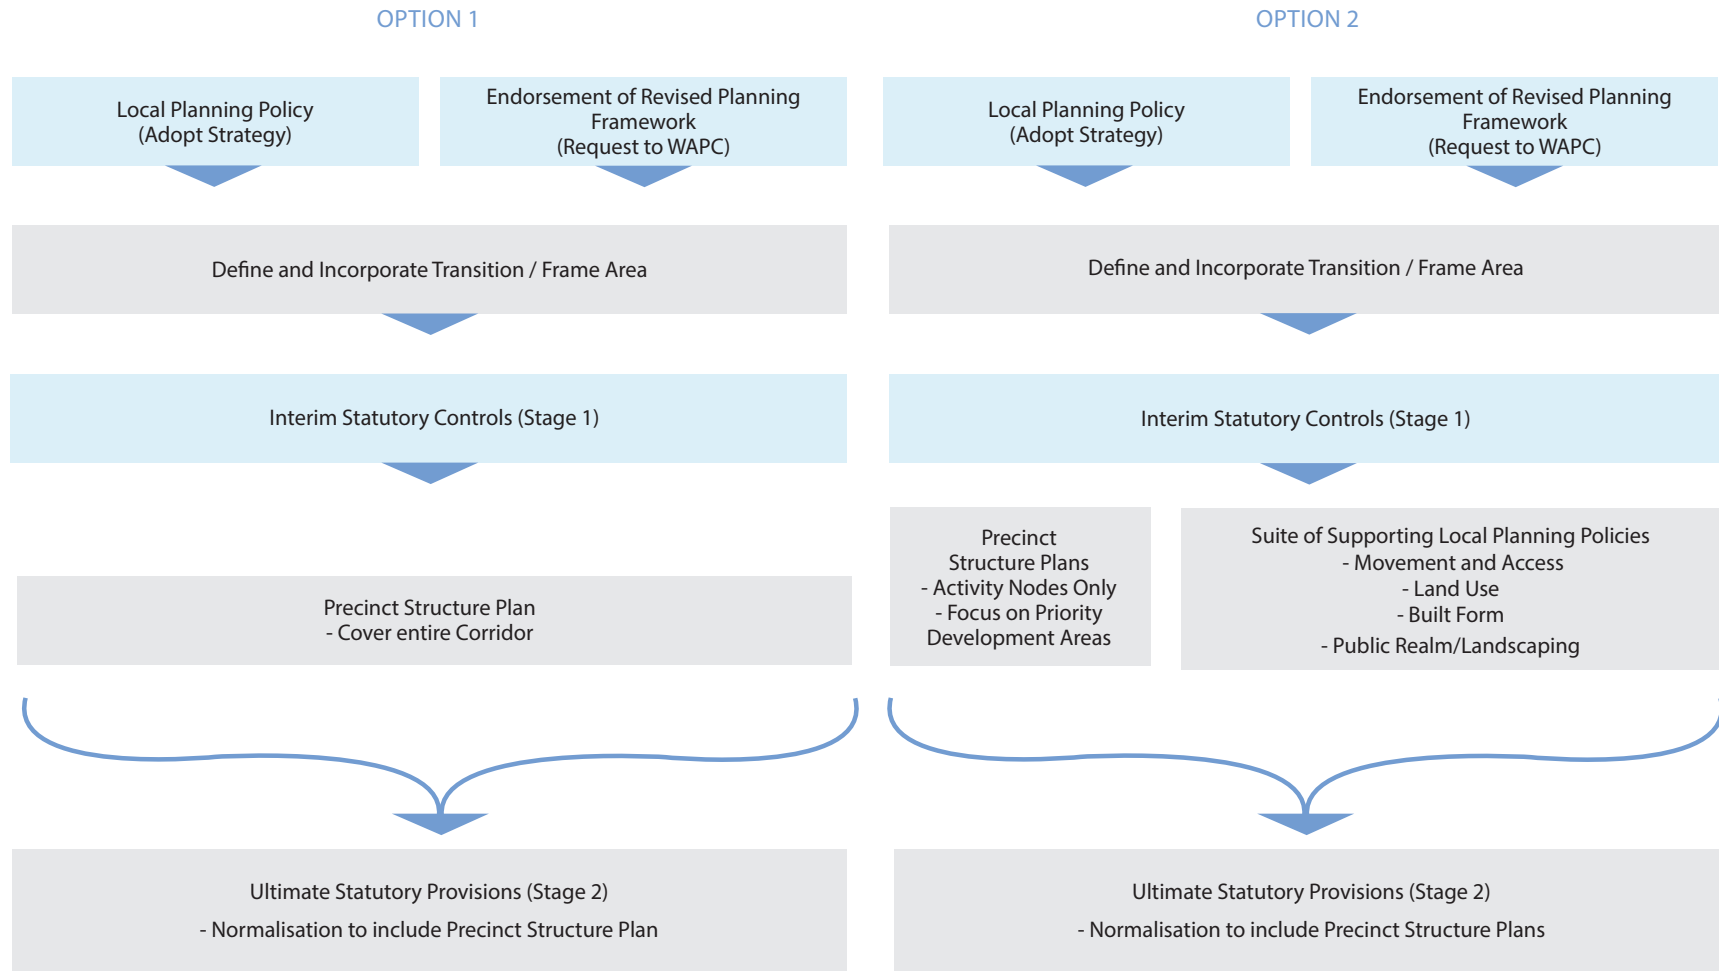 OPTION 1
Local Planning Policy
(Adopt Strategy)
Endorsement of Revised Planning
Framework
(Request to WAPC)
Define and Incorporate Transition / Frame Area
Interim Statutory Controls (Stage 1)
Precinct Structure Plan
- Cover entire Corridor
Ultimate Statutory Provisions (Stage 2)
- Normalisation to include Precinct Structure Plan
OPTION 2
Local Planning Policy
(Adopt Strategy)
Endorsement of Revised Planning
Framework
(Request to WAPC)
Define and Incorporate Transition / Frame Area
Interim Statutory Controls (Stage 1)
Precinct
Structure Plans
- Activity Nodes Only
- Focus on Priority
Development Areas
Suite of Supporting Local Planning Policies
- Movement and Access
- Land Use
- Built Form
- Public Realm/Landscaping
Ultimate Statutory Provisions (Stage 2)
- Normalisation to include Precinct Structure Plans